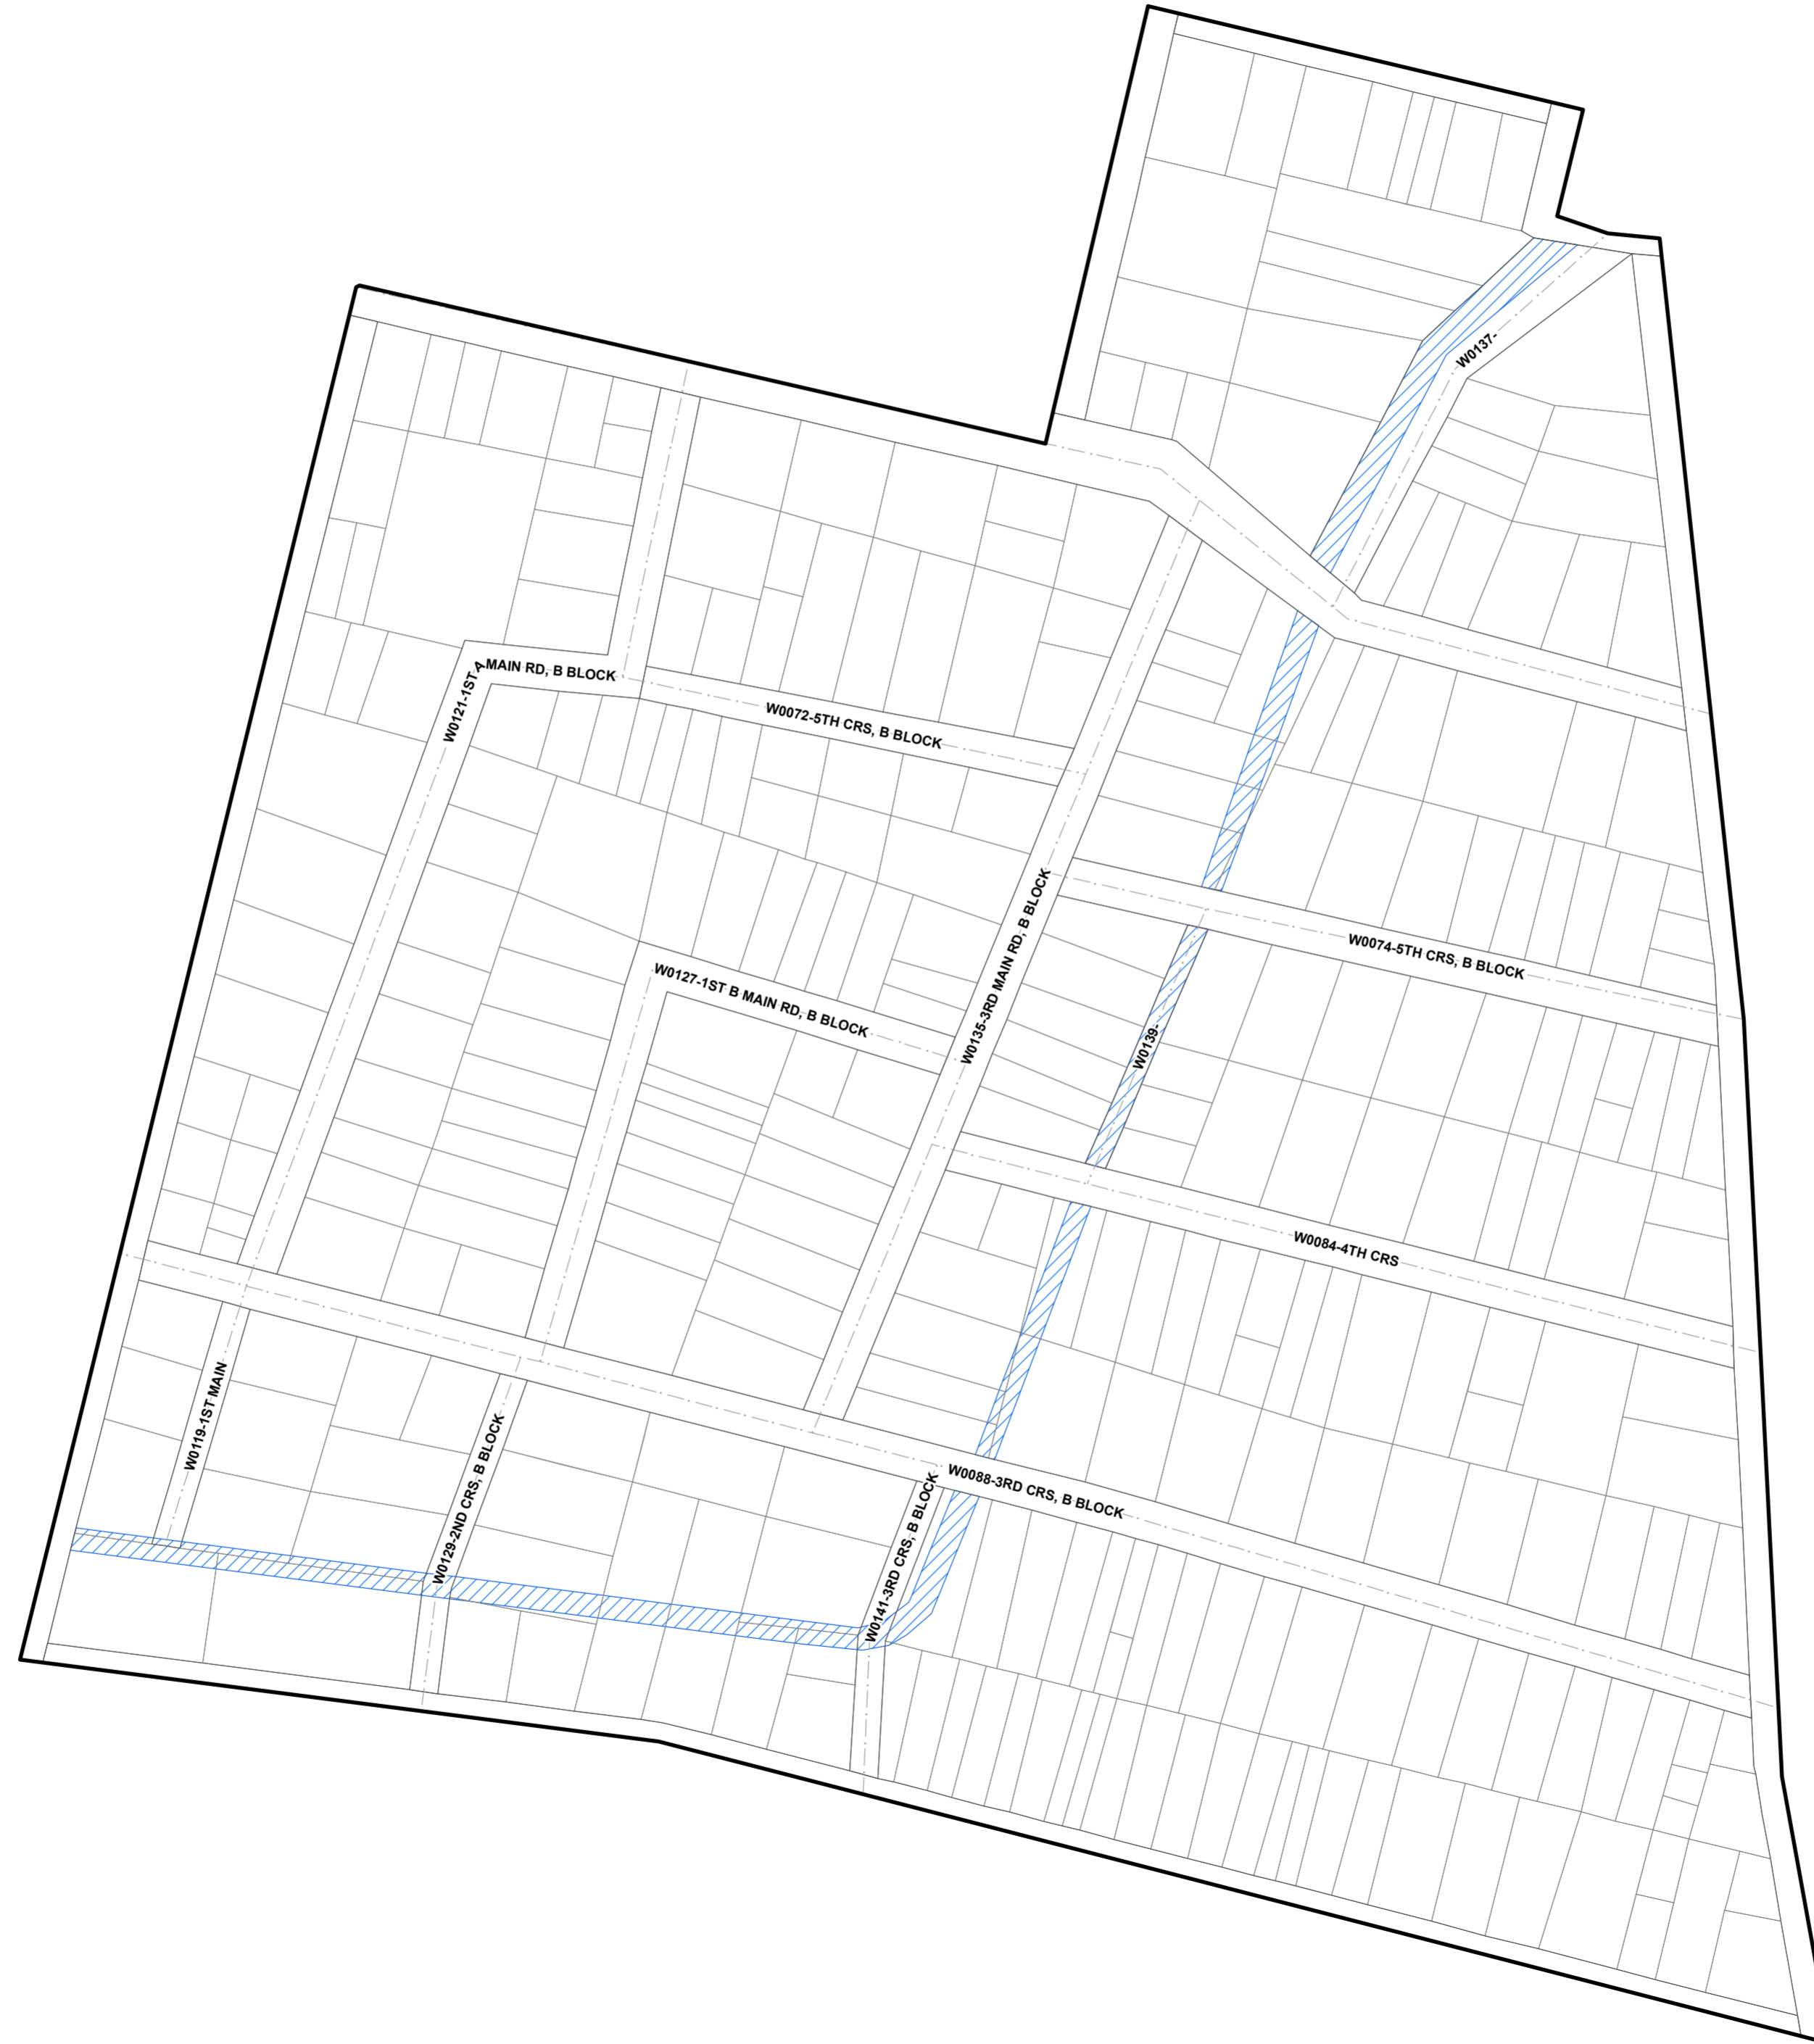 W0137-
W0121-1ST A MAIN RD, B BLOCK
W0072-5TH CRS, B BLOCK
W0135-3RD MAIN RD, B BLOCK
W0074-5TH CRS, B BLOCK
W0127-1ST B MAIN RD, B BLOCK
W0139-
W0084-4TH CRS
W0119-1ST MAIN
W0129-2ND CRS, B BLOCK
W0088-3RD CRS, B BLOCK
W0141-3RD CRS, B BLOCK